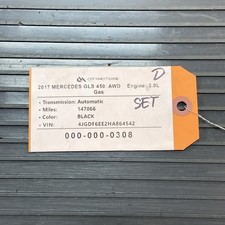 D
2017 MERCEDES GLS 450 AWD Engine: 3.0L
Gas
• Transmission: Automatic
• Miles: 147066
• Color: BLACK
• VIN: 4JGDF6EE2HA864542
SET
000-000-0308